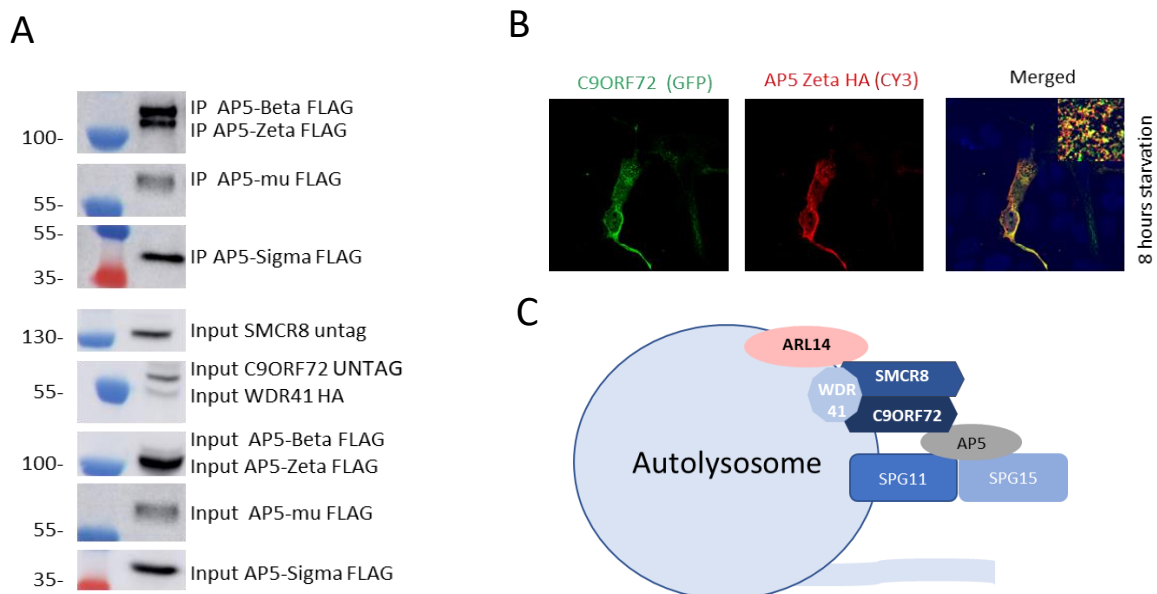 A
IP AP5-Beta FLAG
IP AP5-Zeta FLAG
100-
IP AP5-mu FLAG
55-
55-
IP AP5-Sigma FLAG
35-
Input SMCR8 untag
130-
Input C9ORF72 UNTAG
55-
Input WDR41 HA
Input AP5-Beta FLAG
100-
Input AP5-Zeta FLAG
Input AP5-mu FLAG
55-
Input AP5-Sigma FLAG
35-
B
C9ORF72 (GFP)
AP5 Zeta HA (CY3)
Merged
8 hours starvation
C
ARL14
SMCR8
WDR
41
C9ORF72
AP5
Autolysosome
SPG11
SPG15